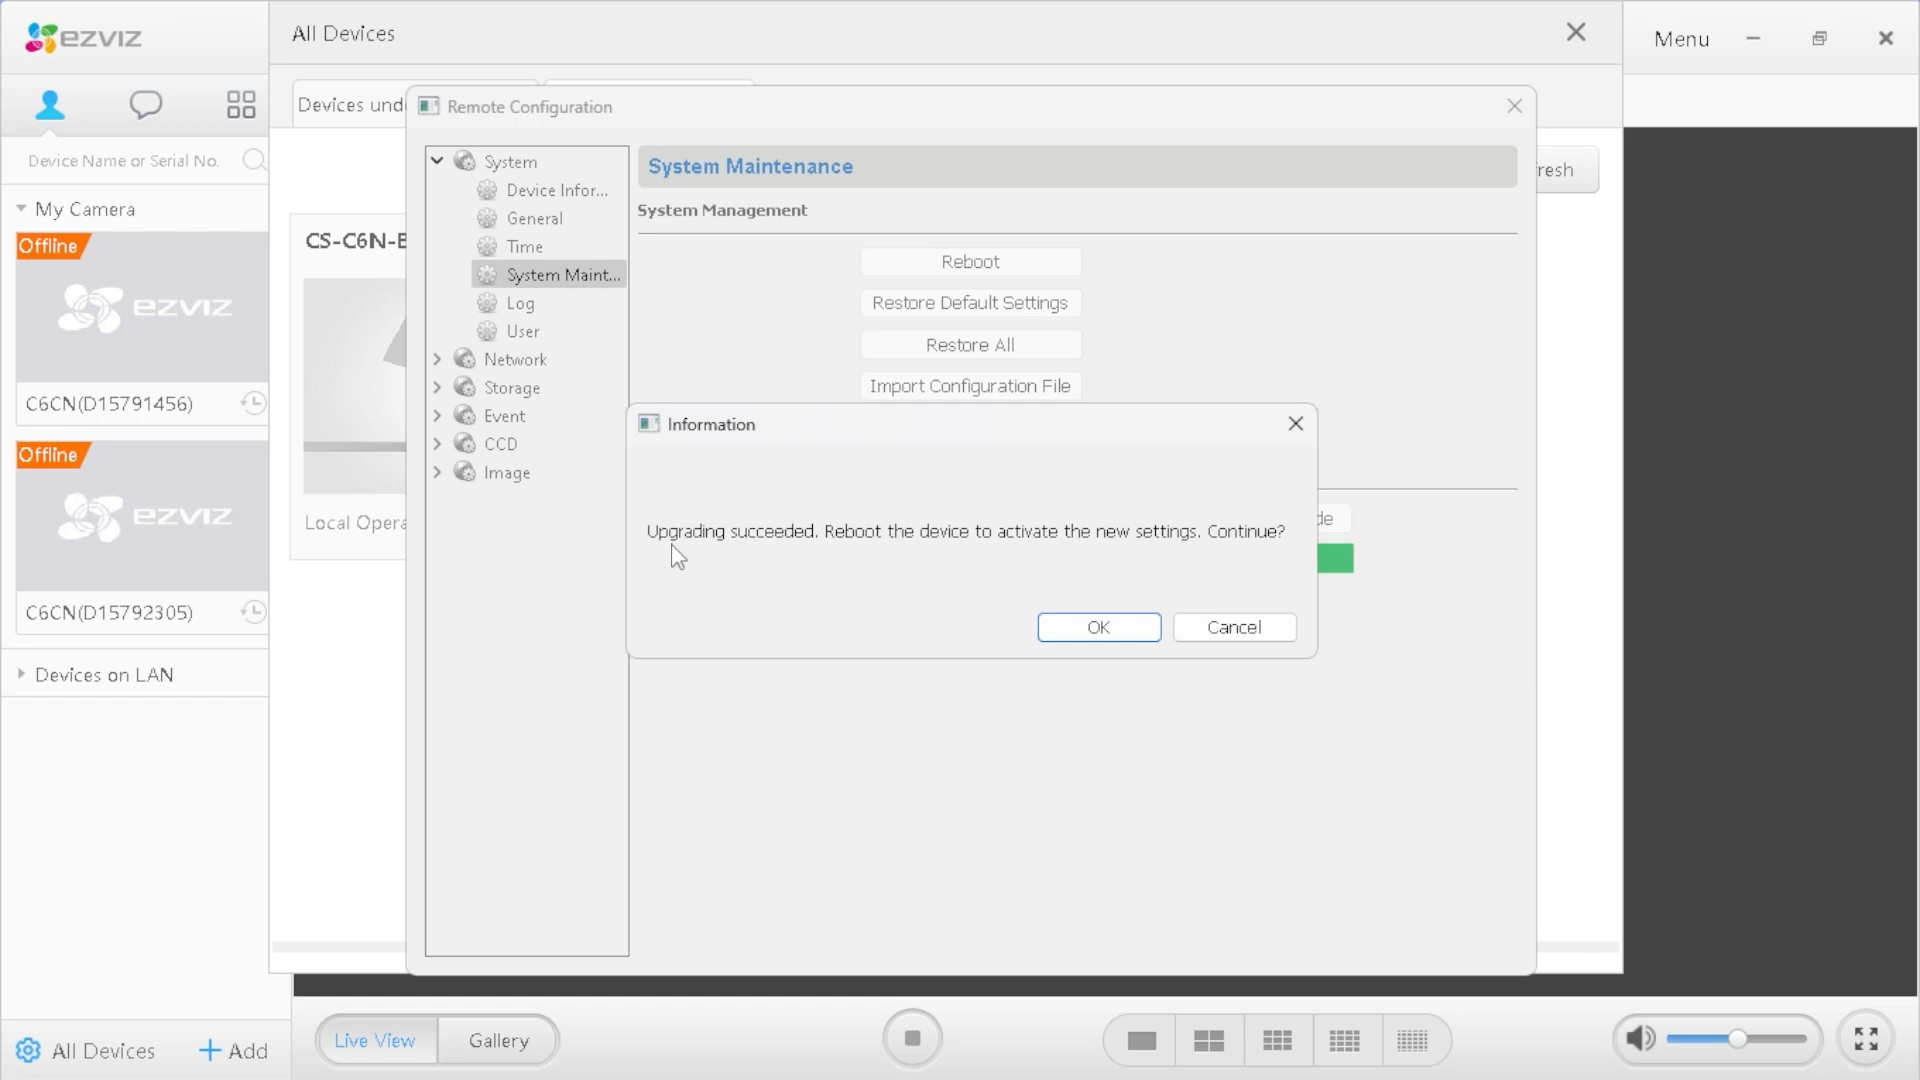 ezviz
All Devices
Menu
Device Name or Serial No.
Devices und
Remote Configuration
My Camera
Offline
ezviz
C6CN(D15791456)
Offline
ezviz
C6CN(D15792305)
Devices on LAN
CS-C6N-B
Local Opera
System
Device Infor...
General
Time
System Maint...
Log
User
Network
Storage
Event
CCD
Image
System Maintenance
System Management
Reboot
Restore Default Settings
Restore All
Import Configuration File
resh
de
Information
Upgrading succeeded. Reboot the device to activate the new settings. Continue?
OK
Cancel
All Devices
Add
Live View
Gallery